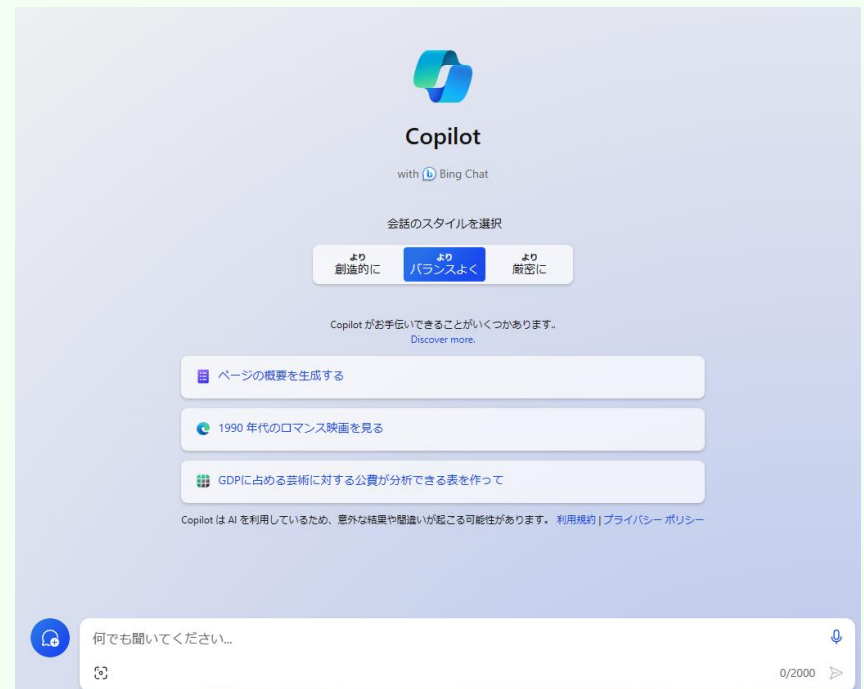 Copilot
with Bing Chat
会話のスタイルを選択
より
創造的に
より
バランスよく
より
厳密に
Copilot がお手伝いできることがいくつかあります。
Discover more.
ページの概要を生成する
1990 年代のロマンス映画を見る
GDPに占める芸術に対する公費が分析できる表を作って
Copilot は AI を利用しているため、意外な結果や間違いが起こる可能性があります。 利用規約 | プライバシー ポリシー
何でも聞いてください...
0/2000